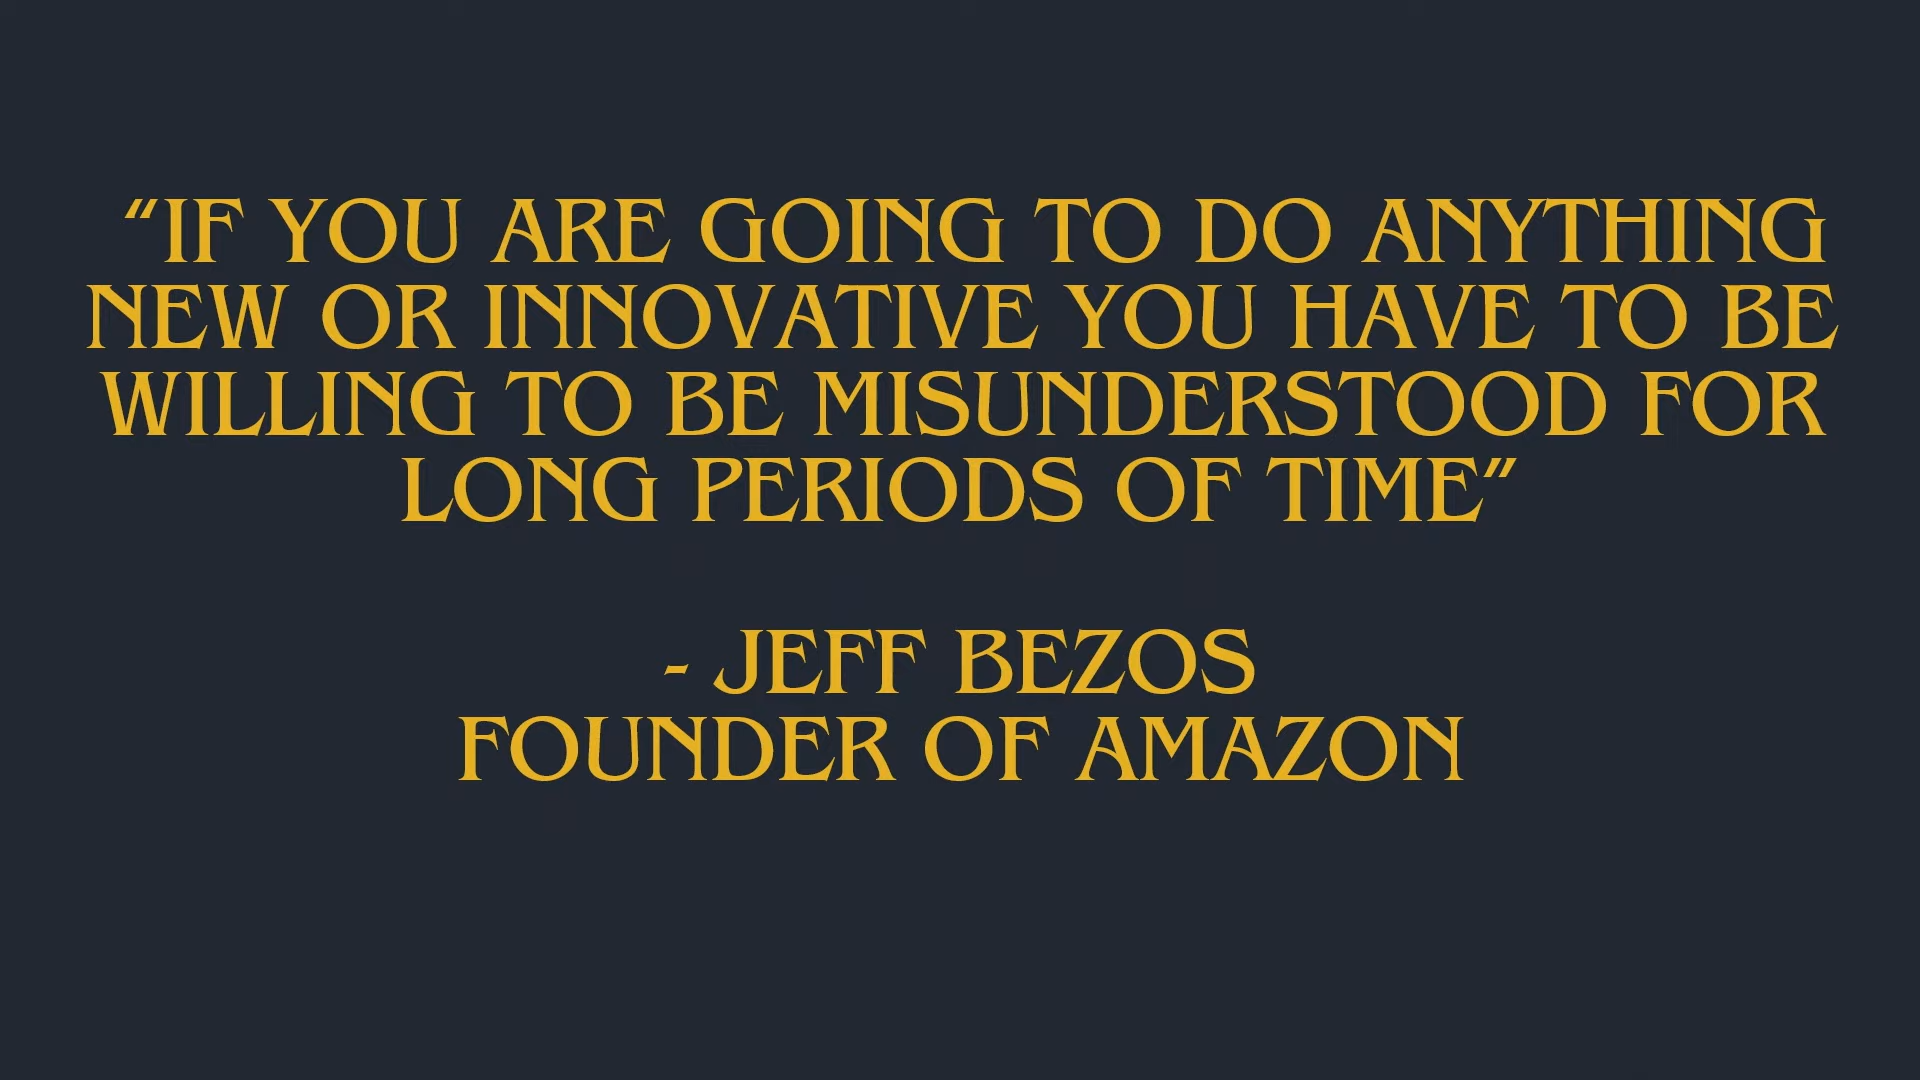 “IF YOU ARE GOING TO DO ANYTHING
NEW OR INNOVATIVE YOU HAVE TO BE
WILLING TO BE MISUNDERSTOOD FOR
LONG PERIODS OF TIME”
- JEFF BEZOS
FOUNDER OF AMAZON